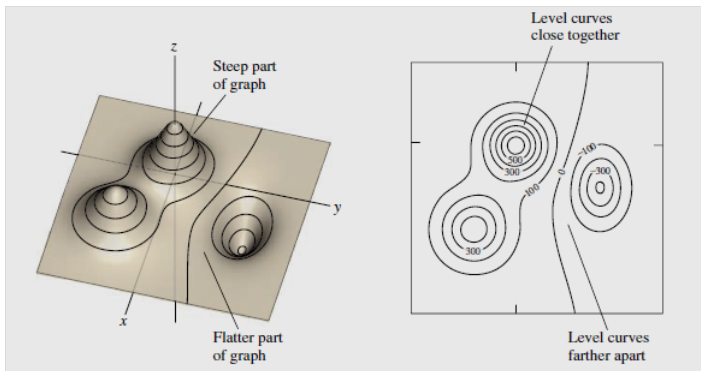 z
Steep part
of graph
y
x
Flatter part
of graph
Level curves
close together
500
300
-100
0
-100
-300
300
Level curves
farther apart